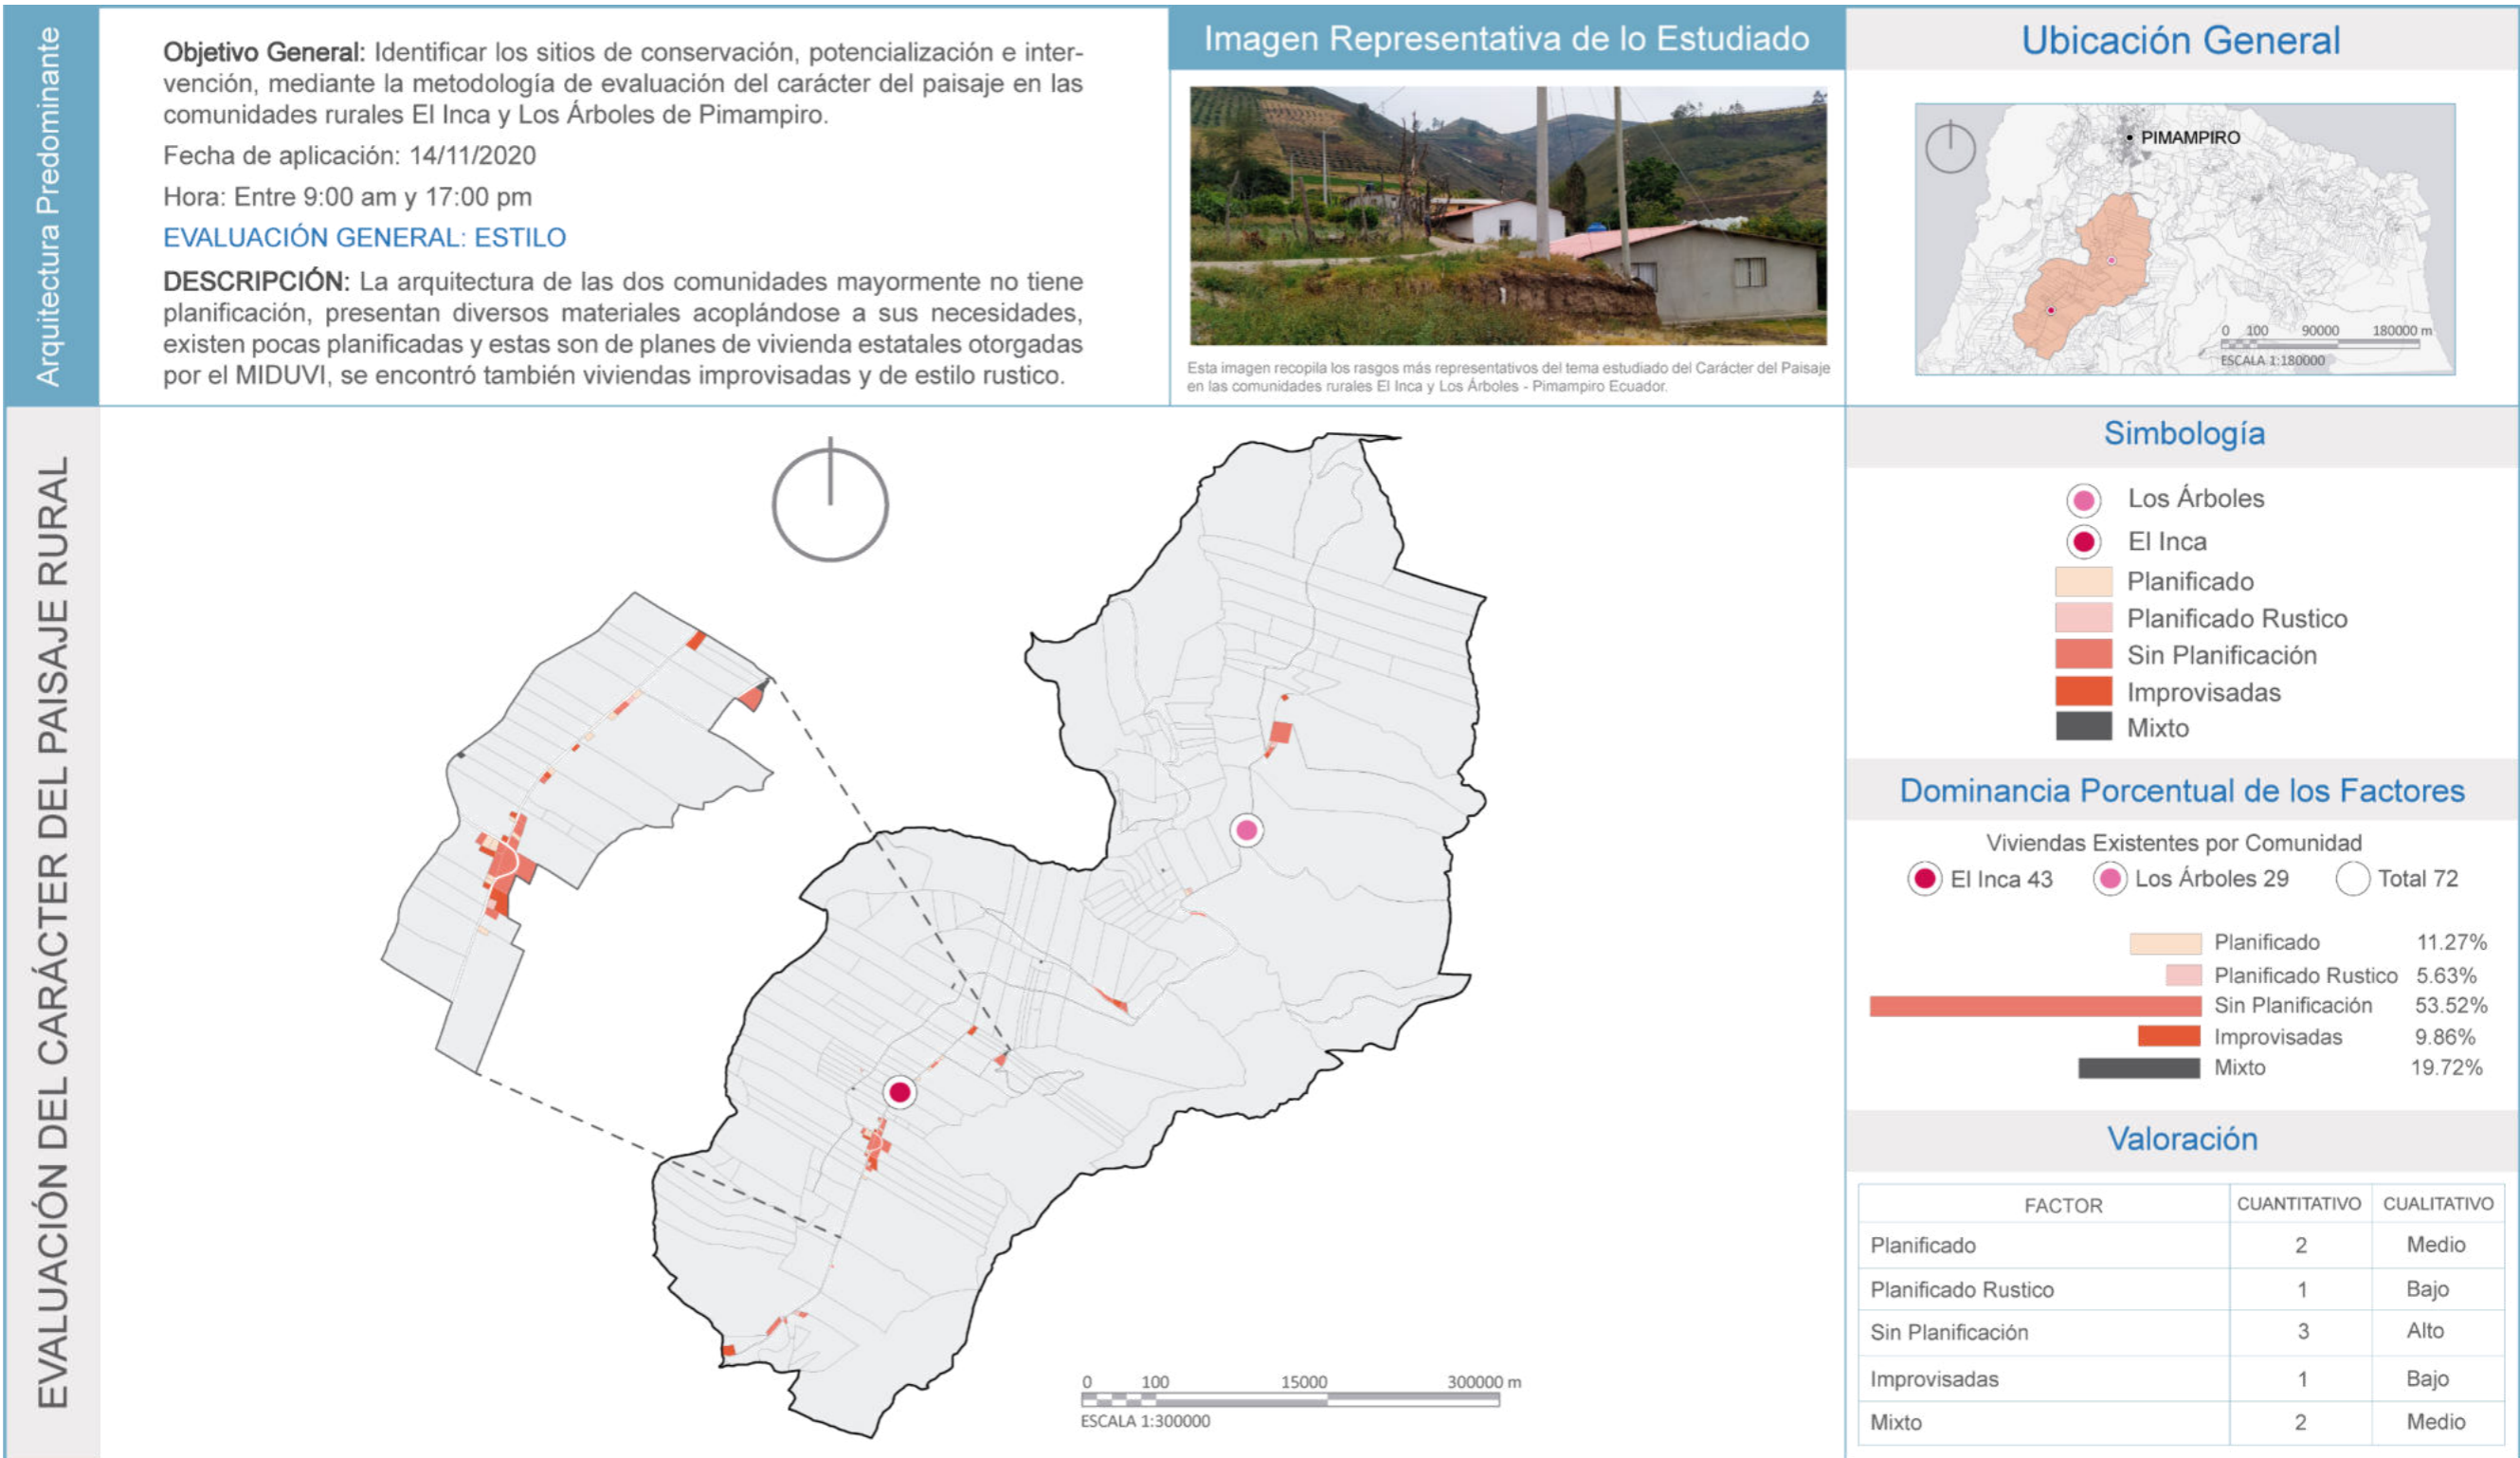 Arquitectura Predominante
Objetivo General: Identificar los sitios de conservación, potencialización e inter-
vención, mediante la metodología de evaluación del carácter del paisaje en las
comunidades rurales El Inca y Los Árboles de Pimampiro.
Fecha de aplicación: 14/11/2020
Hora: Entre 9:00 am y 17:00 pm
EVALUACIÓN GENERAL: ESTILO
DESCRIPCIÓN: La arquitectura de las dos comunidades mayormente no tiene
planificación, presentan diversos materiales acoplándose a sus necesidades,
existen pocas planificadas y estas son de planes de vivienda estatales otorgadas
por el MIDUVI, se encontró también viviendas improvisadas y de estilo rustico.
Imagen Representativa de lo Estudiado
Esta imagen recopila los rasgos más representativos del tema estudiado del Carácter del Paisaje
en las comunidades rurales El Inca y Los Árboles - Pimampiro Ecuador.
Ubicación General
PIMAMPIRO
0 100 90000 180000 m
ESCALA 1:180000
EVALUACIÓN DEL CARÁCTER DEL PAISAJE RURAL
0 100 15000 300000 m
ESCALA 1:300000
Simbología
Los Árboles
El Inca
Planificado
Planificado Rustico
Sin Planificación
Improvisadas
Mixto
Dominancia Porcentual de los Factores
Viviendas Existentes por Comunidad
El Inca 43 Los Árboles 29 Total 72
Planificado 11.27%
Planificado Rustico 5.63%
Sin Planificación 53.52%
Improvisadas 9.86%
Mixto 19.72%
Valoración
FACTOR CUANTITATIVO CUALITATIVO
Planificado 2 Medio
Planificado Rustico 1 Bajo
Sin Planificación 3 Alto
Improvisadas 1 Bajo
Mixto 2 Medio